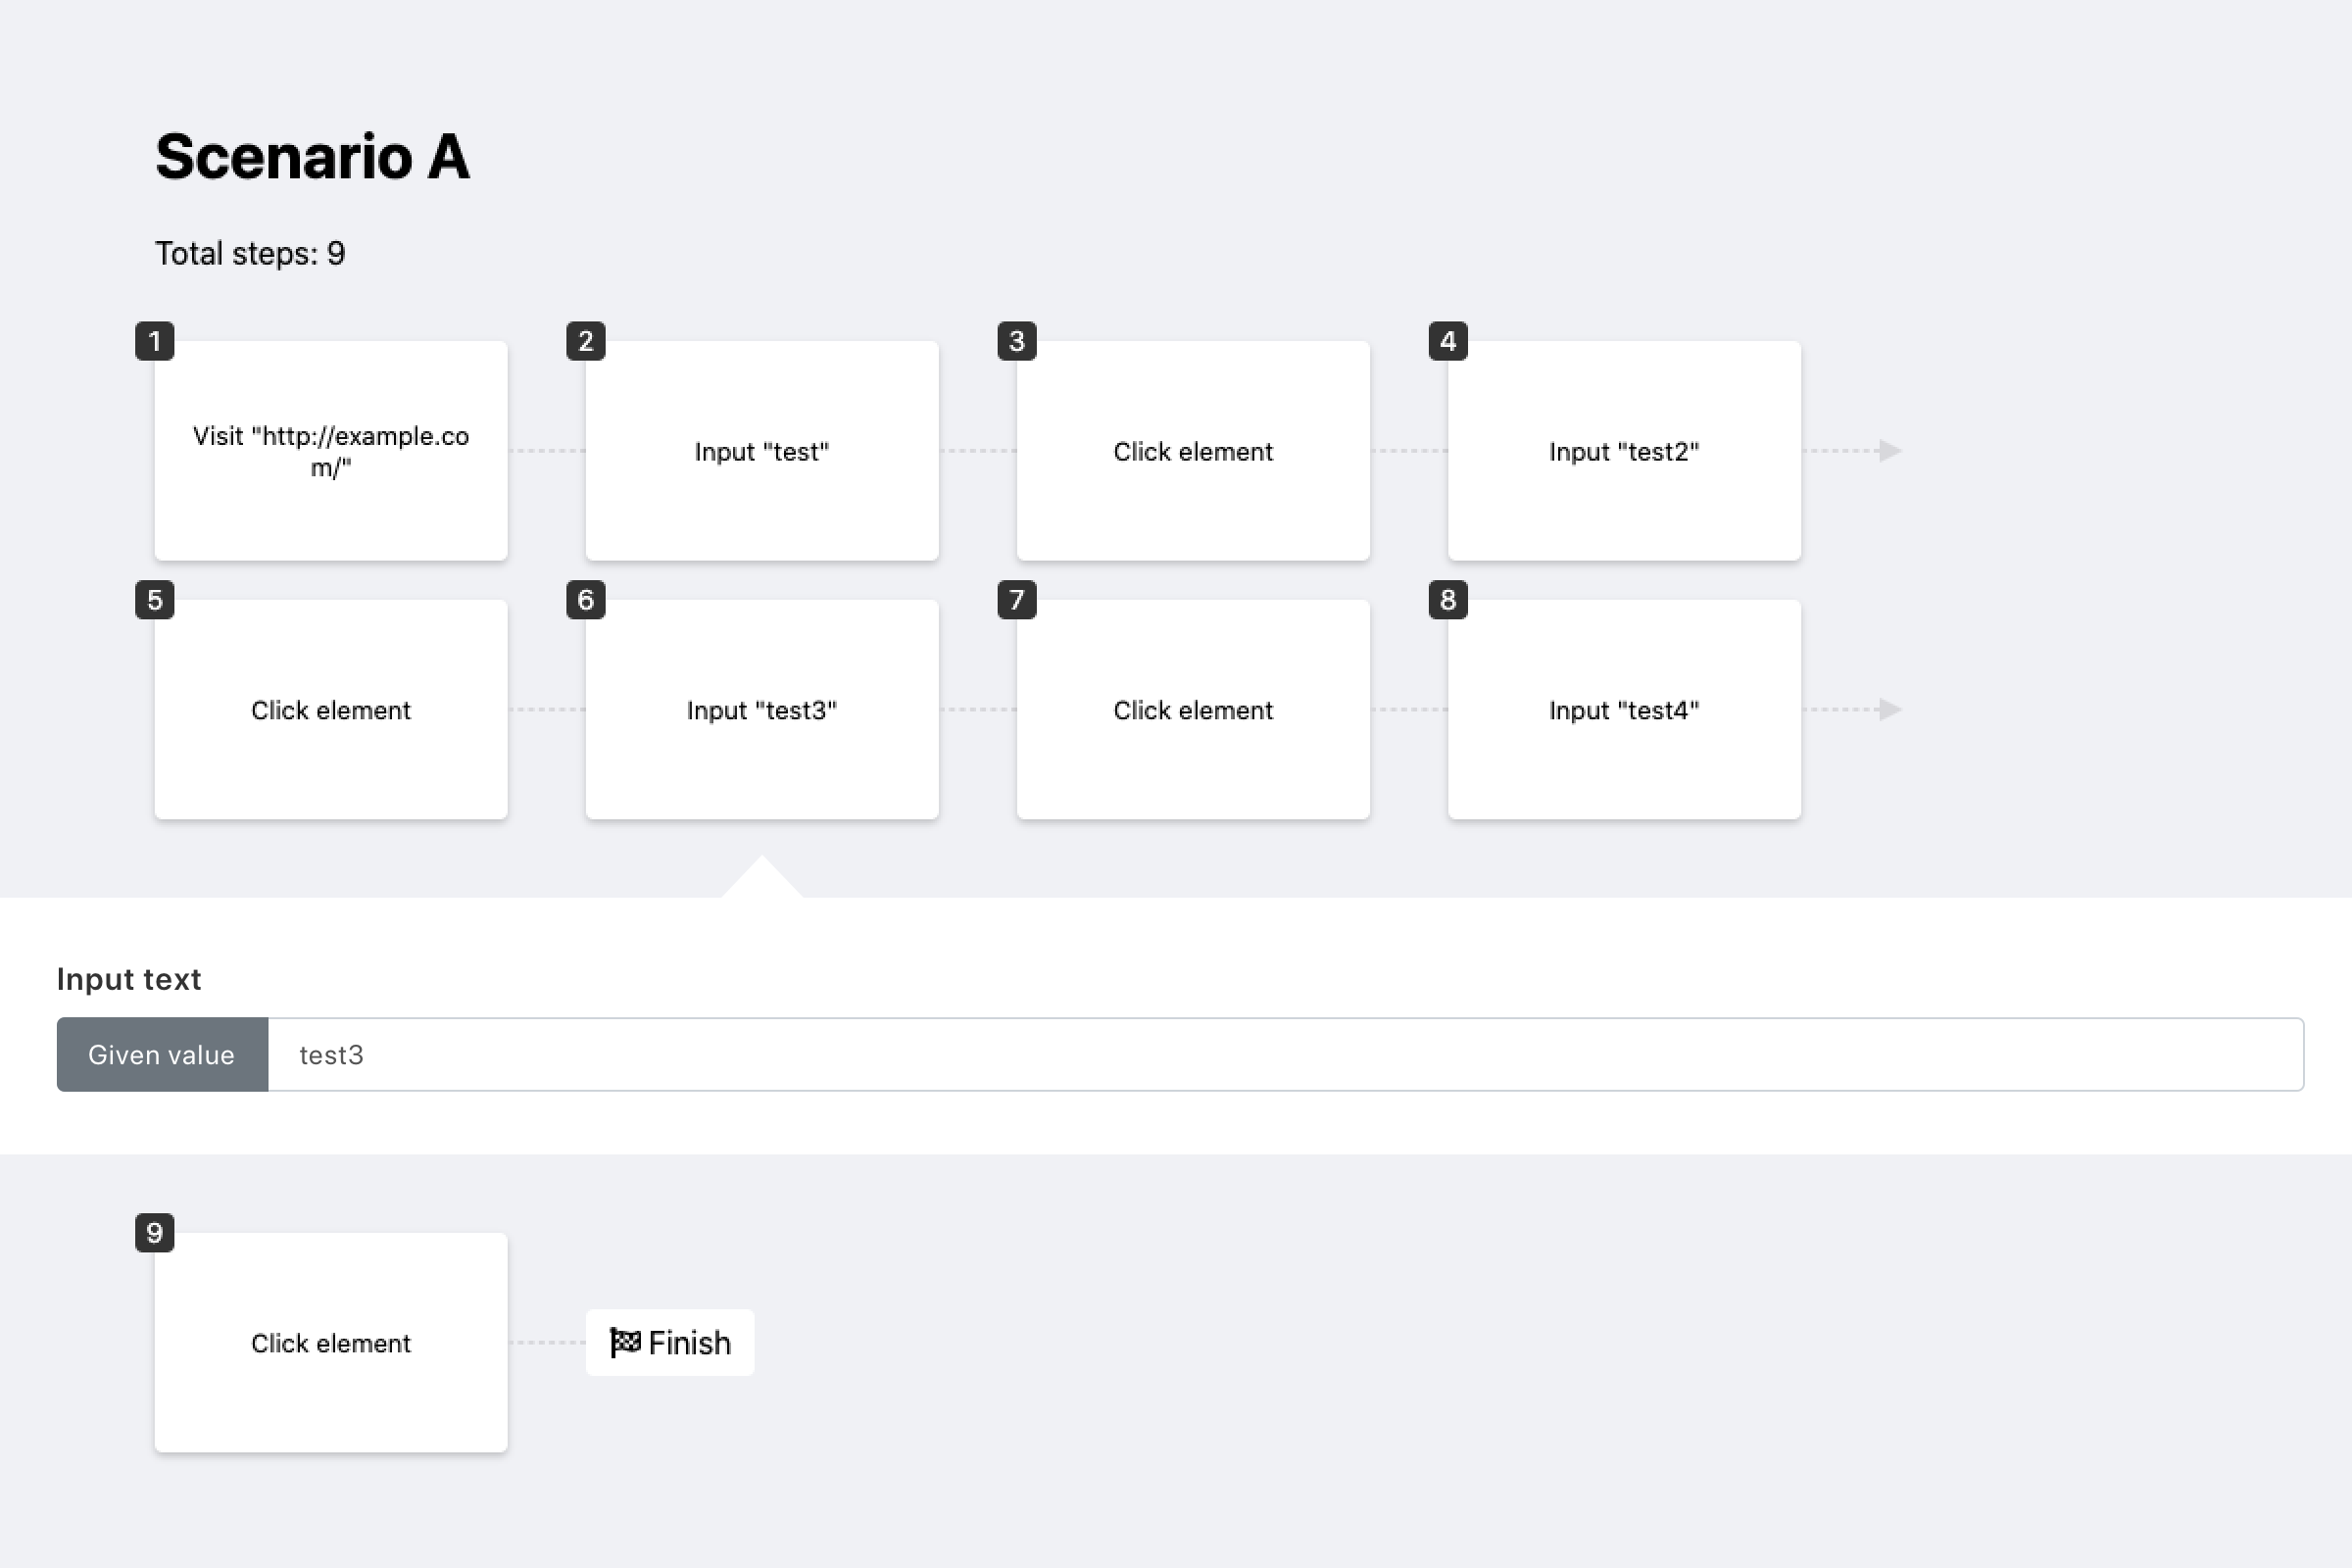 Scenario A
Total steps: 9
1
Visit "http://example.co
m/"
2
Input "test"
3
Click element
4
Input "test2"
5
Click element
6
Input "test3"
7
Click element
8
Input "test4"
Input text
Given value
test3
9
Click element
Finish